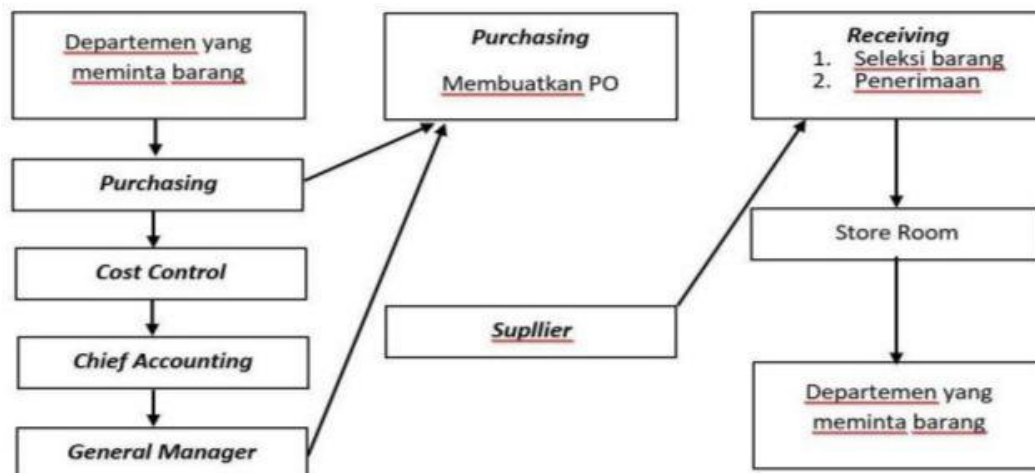 Departemen yang
meminta barang
Purchasing
Cost Control
Chief Accounting
General Manager
Purchasing
Membuatkan PO
Supllier
Receiving
1. Seleksi barang
2. Penerimaan
Store Room
Departemen yang
meminta barang